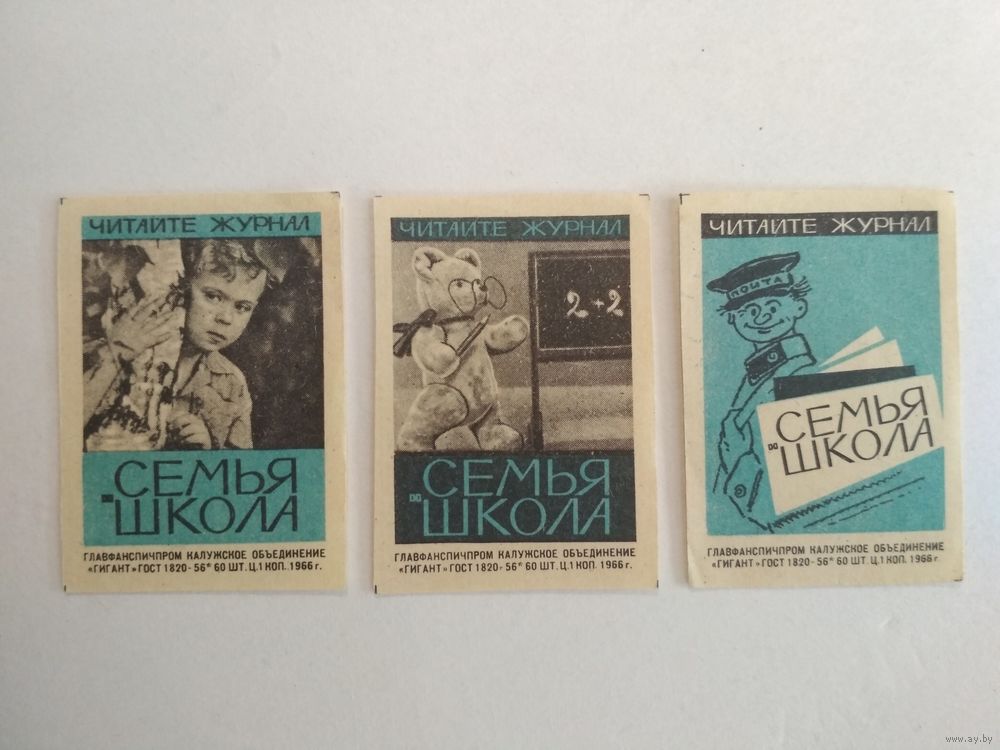 ЧИТАЙТЕ ЖУРНАЛ
СЕМЬЯ
ШКОЛА
ГЛАВФАНСПИЧПРОМ КАЛУЖСКОЕ ОБЪЕДИНЕНИЕ
«ГИГАНТ» ГОСТ 1820-56* 60 ШТ. Ц.1 КОП. 1966 г.
ЧИТАЙТЕ ЖУРНАЛ
2+2
СЕМЬЯ
ШКОЛА
ГЛАВФАНСПИЧПРОМ КАЛУЖСКОЕ ОБЪЕДИНЕНИЕ
«ГИГАНТ» ГОСТ 1820-56* 60 ШТ. Ц.1 КОП. 1966 г.
ЧИТАЙТЕ ЖУРНАЛ
ПОЧТА
СЕМЬЯ
ШКОЛА
ГЛАВФАНСПИЧПРОМ КАЛУЖСКОЕ ОБЪЕДИНЕНИЕ
«ГИГАНТ» ГОСТ 1820-56* 60 ШТ. Ц.1 КОП. 1966 г.
www.ay.by